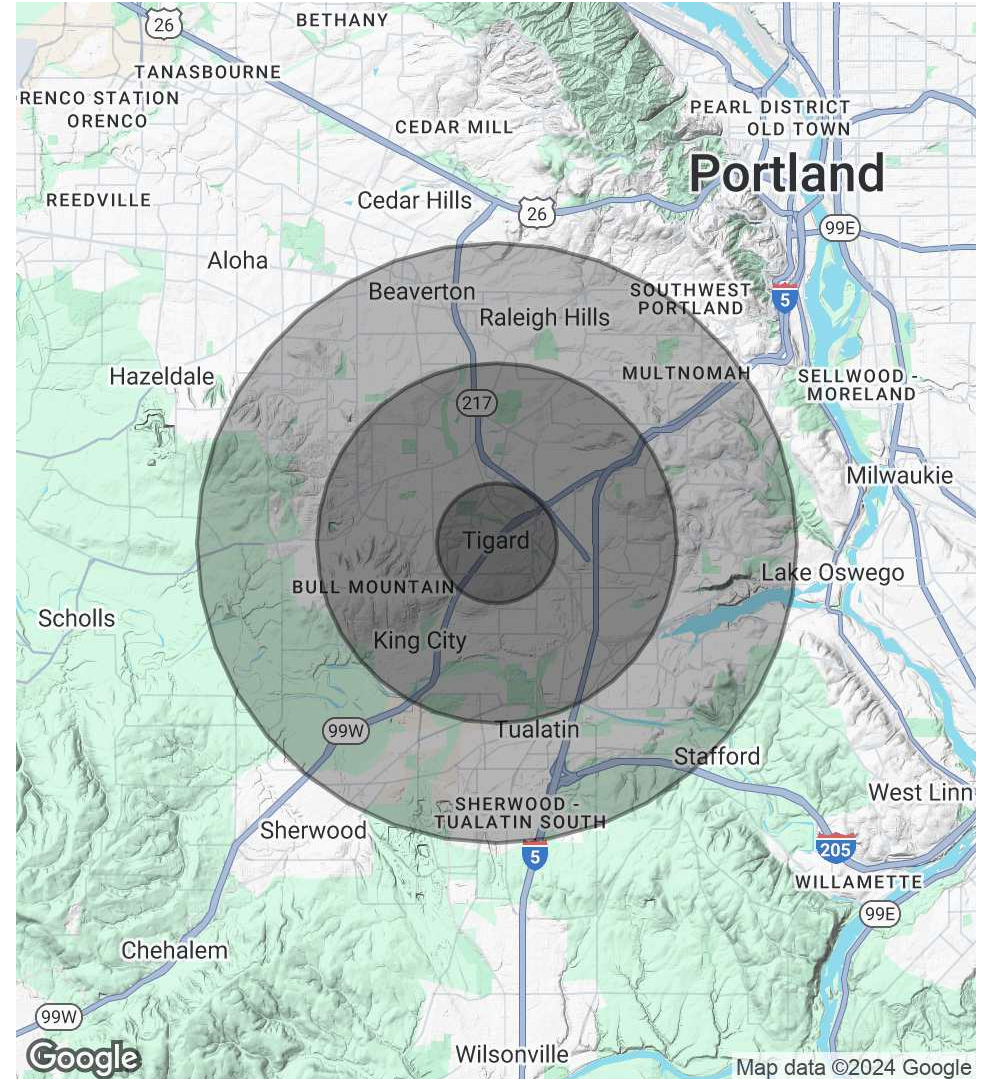 BETHANY
26
TANASBOURNE
RENCO STATION
ORENCO
PEARL DISTRICT
OLD TOWN
CEDAR MILL
Portland
REEDVILLE
Cedar Hills
26
99E
Aloha
Beaverton
SOUTHWEST
PORTLAND
5
Raleigh Hills
Hazeldale
MULTNOMAH
SELLWOOD -
MORELAND
217
Milwaukie
Tigard
Lake Oswego
BULL MOUNTAIN
Scholls
King City
99W
Tualatin
Stafford
West Linn
SHERWOOD -
TUALATIN SOUTH
Sherwood
5
205
WILLAMETTE
99E
Chehalem
99W
Google
Wilsonville
Map data ©2024 Google